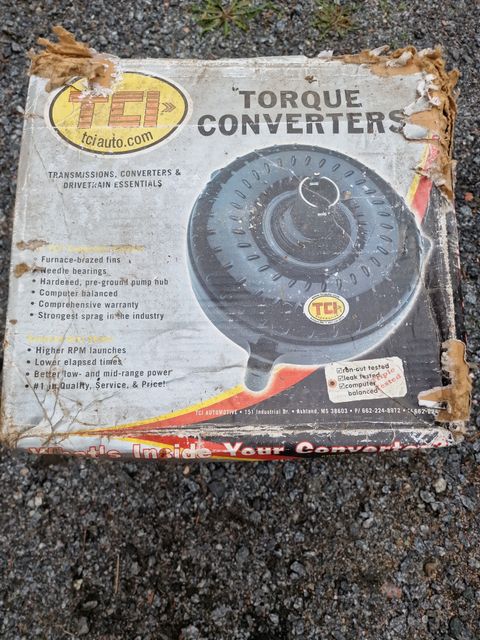 TCI
tciauto.com
TORQUE
CONVERTERS
TRANSMISSIONS, CONVERTERS &
DRIVETRAIN ESSENTIALS
• Furnace-brazed fins
• Needle bearings
• Hardened, pre-ground pump hub
• Computer balanced
• Comprehensive warranty
• Strongest sprag in the industry
• Higher RPM launches
• Lower elapsed times
• Better low- and mid-range power
• #1 in Quality, Service, & Price!
TCI
run-out tested
leak tested
computer
balanced
tested
TCI AUTOMOTIVE • 151 Industrial Dr. • Ashland, MS 38603 • P/ 662-224-8972 •
What's Inside Your Converter